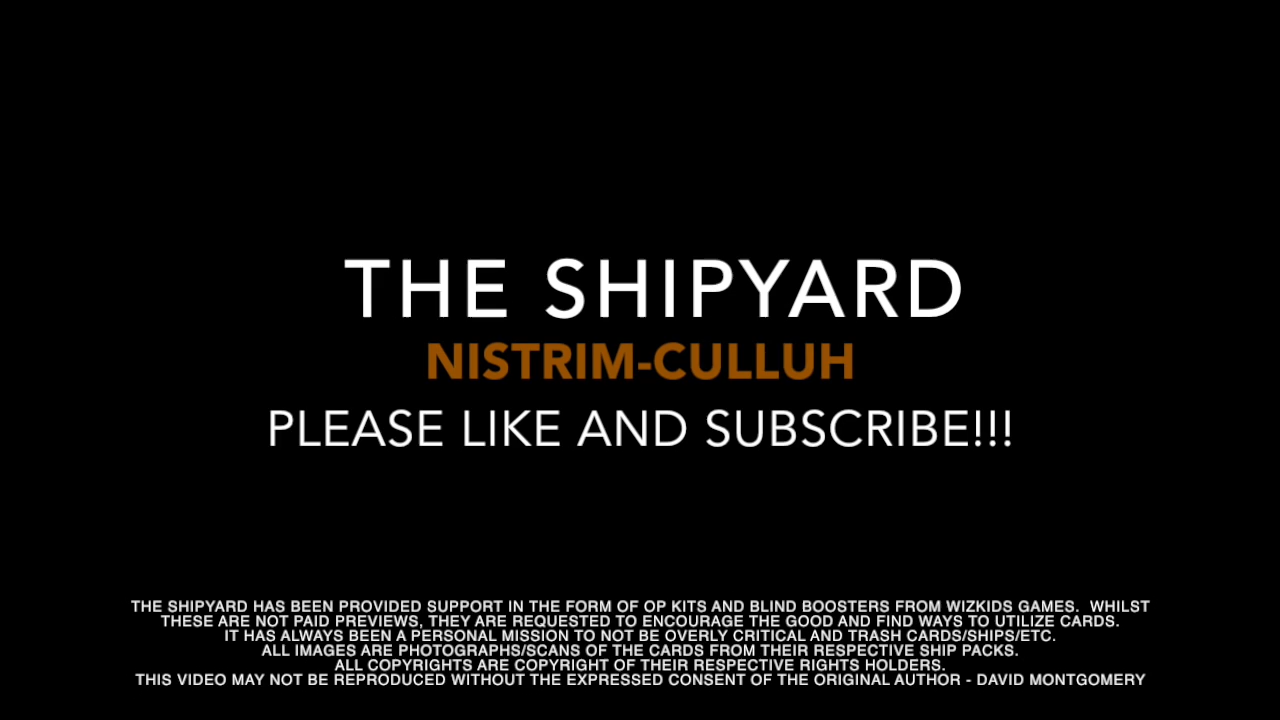 THE SHIPYARD
NISTRIM-CULLUH
PLEASE LIKE AND SUBSCRIBE!!!
THE SHIPYARD HAS BEEN PROVIDED SUPPORT IN THE FORM OF OP KITS AND BLIND BOOSTERS FROM WIZKIDS GAMES.  WHILST
THESE ARE NOT PAID PREVIEWS, THEY ARE REQUESTED TO ENCOURAGE THE GOOD AND FIND WAYS TO UTILIZE CARDS.
IT HAS ALWAYS BEEN A PERSONAL MISSION TO NOT BE OVERLY CRITICAL AND TRASH CARDS/SHIPS/ETC.
ALL IMAGES ARE PHOTOGRAPHS/SCANS OF THE CARDS FROM THEIR RESPECTIVE SHIP PACKS.
ALL COPYRIGHTS ARE COPYRIGHT OF THEIR RESPECTIVE RIGHTS HOLDERS.
THIS VIDEO MAY NOT BE REPRODUCED WITHOUT THE EXPRESSED CONSENT OF THE ORIGINAL AUTHOR - DAVID MONTGOMERY